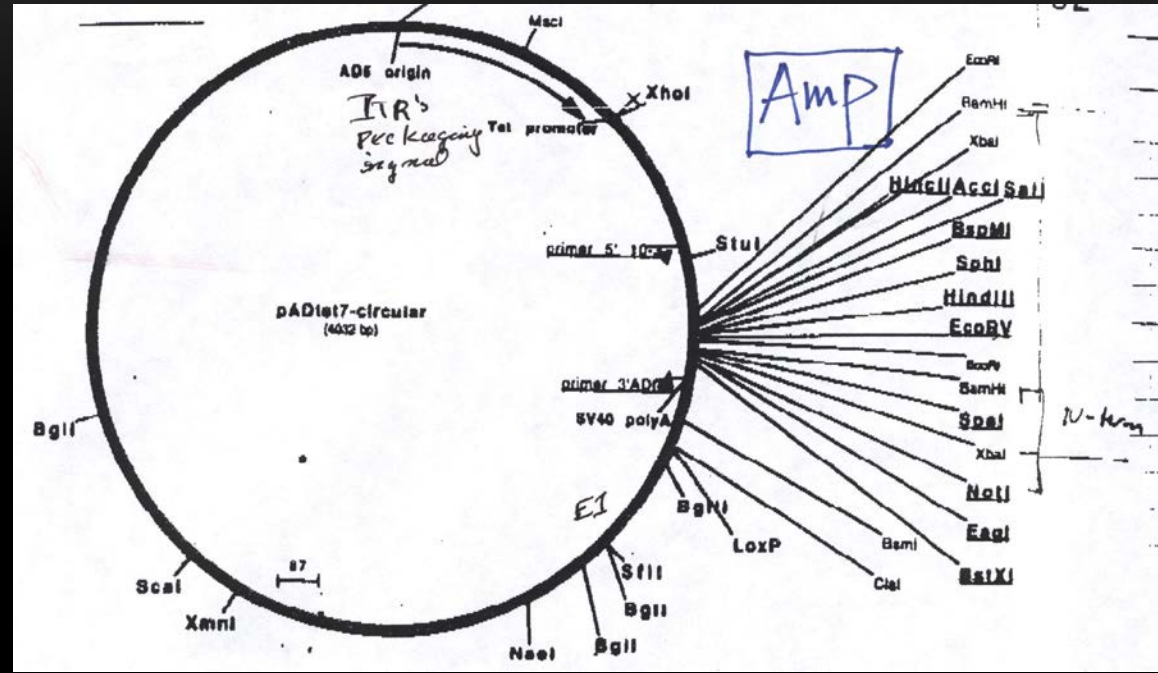 MscI
AD5 origin
ITR's
packaging
signal
Tet promoter
X XhoI
Amp
EcoRI
BamHI
XbaI
HincII AccI SalI
BspMI
SphI
HindIII
EcoRV
EcoRI
BamHI
SpeI
XbaI
NotI
EagI
BstXI
N-term
StuI
primer 5'
pADtet7-circular
(4032 bp)
primer 3'AD
SV40 polyA
BglI
EI
BglII
LoxP
BsmI
ClaI
SfiI
BglI
BglI
NaeI
87
ScaI
XmnI